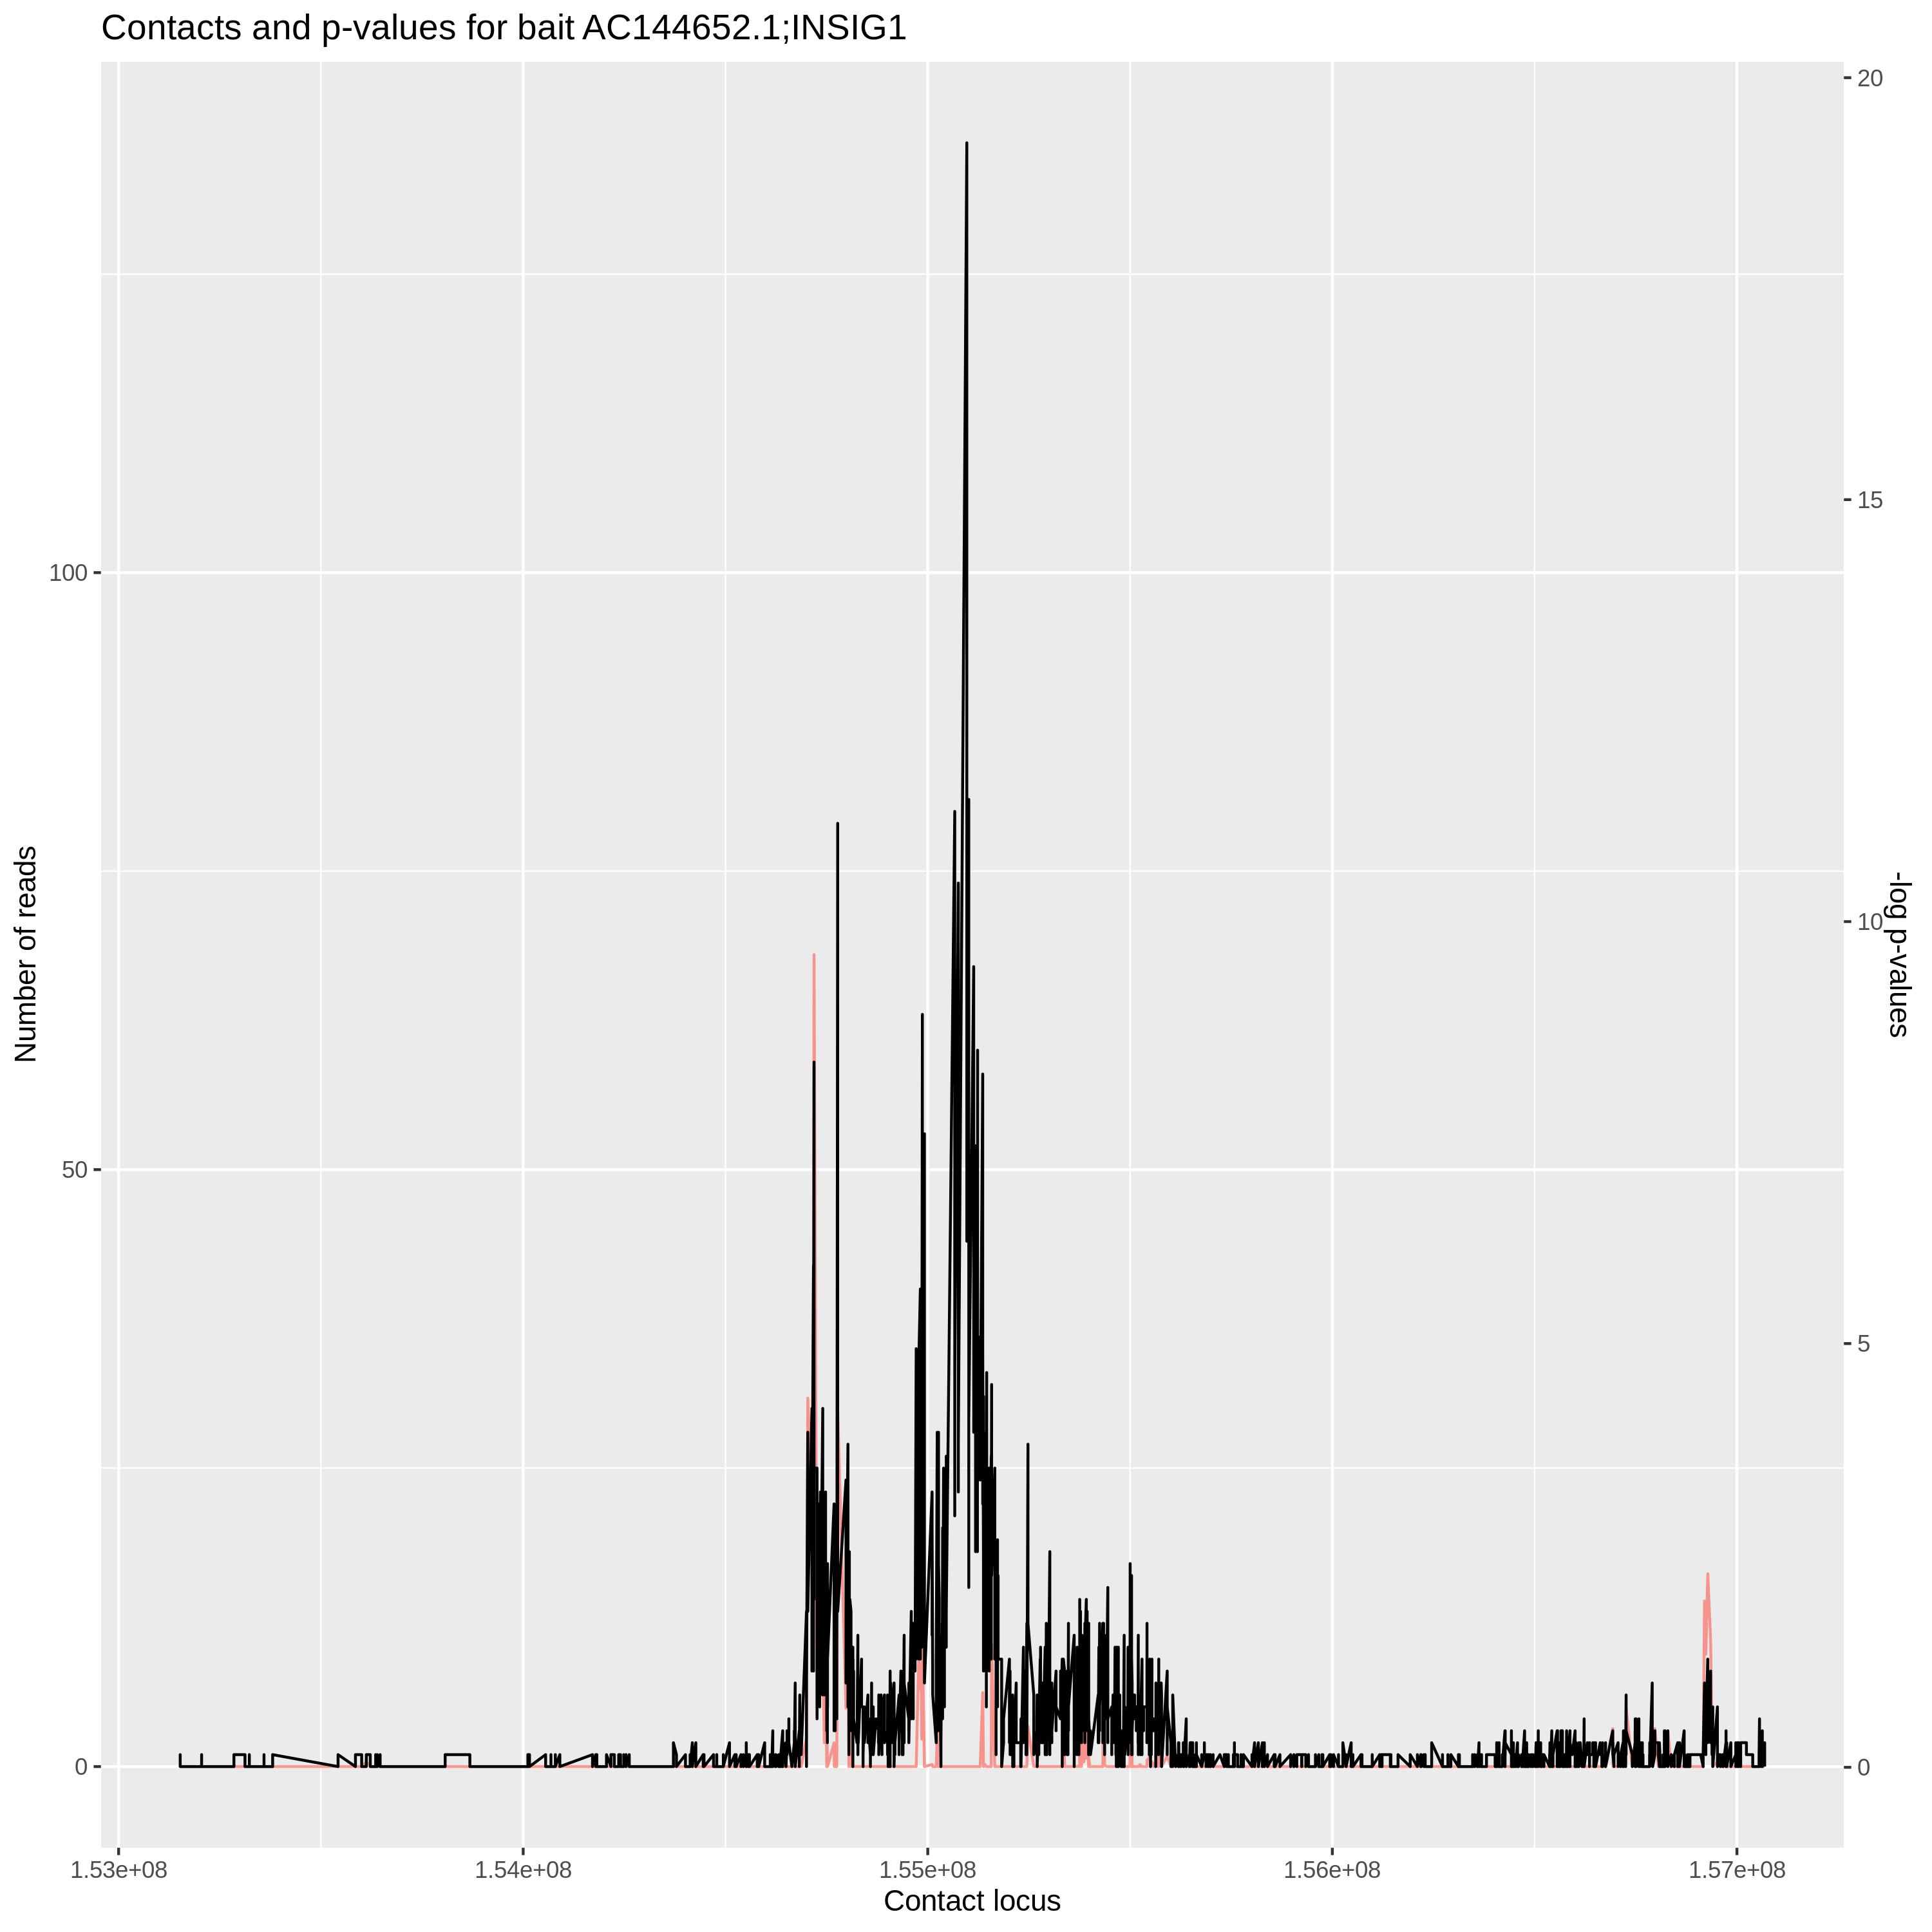 Contacts and p-values for bait AC144652.1;INSIG1
20
15
100
10
50
5
0
0
Number of reads
-log p-values
1.53e+08 1.54e+08 1.55e+08 1.56e+08 1.57e+08
Contact locus